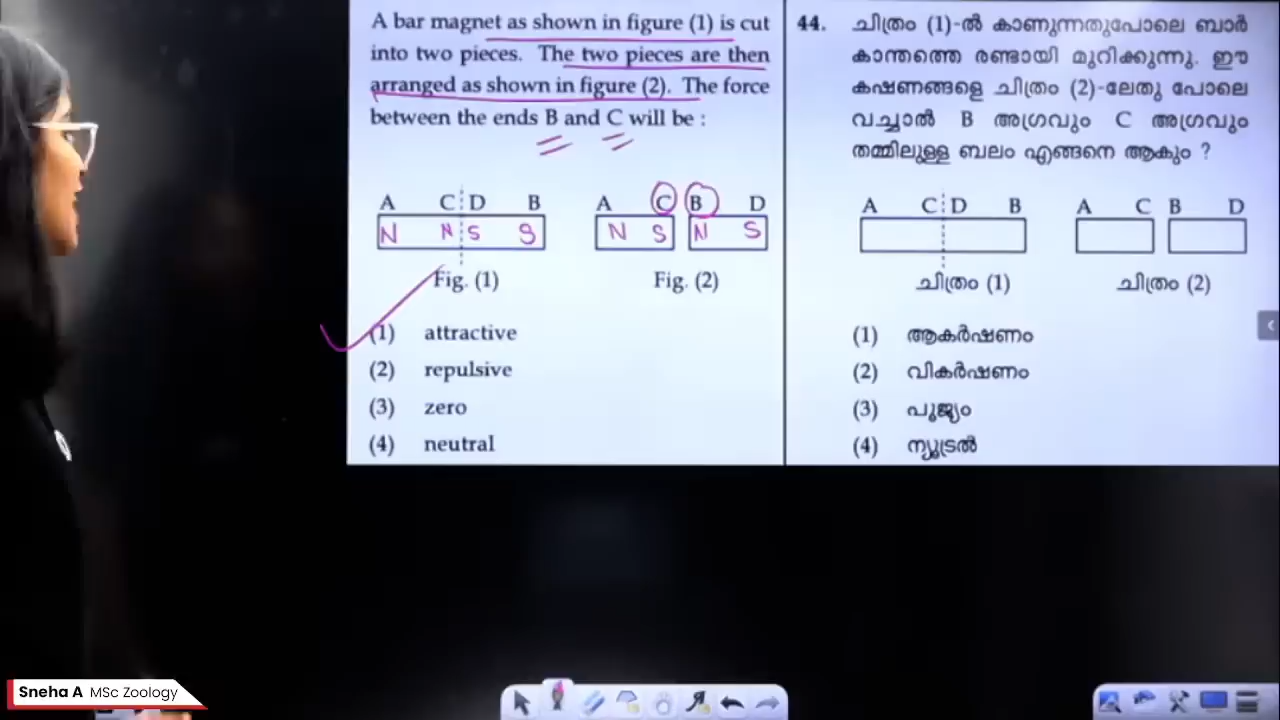 A bar magnet as shown in figure (1) is cut
into two pieces. The two pieces are then
arranged as shown in figure (2). The force
between the ends B and C will be :
A C D B
N N S S
Fig. (1)
A C B D
N S N S
Fig. (2)
(1) attractive
(2) repulsive
(3) zero
(4) neutral
44. ചിത്രം (1)-ൽ കാണുന്നതുപോലെ ബാർ
കാന്തത്തെ രണ്ടായി മുറിക്കുന്നു. ഈ
കഷണങ്ങളെ ചിത്രം (2)-ലേതു പോലെ
വച്ചാൽ B അഗ്രവും C അഗ്രവും
തമ്മിലുള്ള ബലം എങ്ങനെ ആകും ?
A C D B
ചിത്രം (1)
A C B D
ചിത്രം (2)
(1) ആകർഷണം
(2) വികർഷണം
(3) പൂജ്യം
(4) ന്യൂട്രൽ
Sneha A MSc Zoology